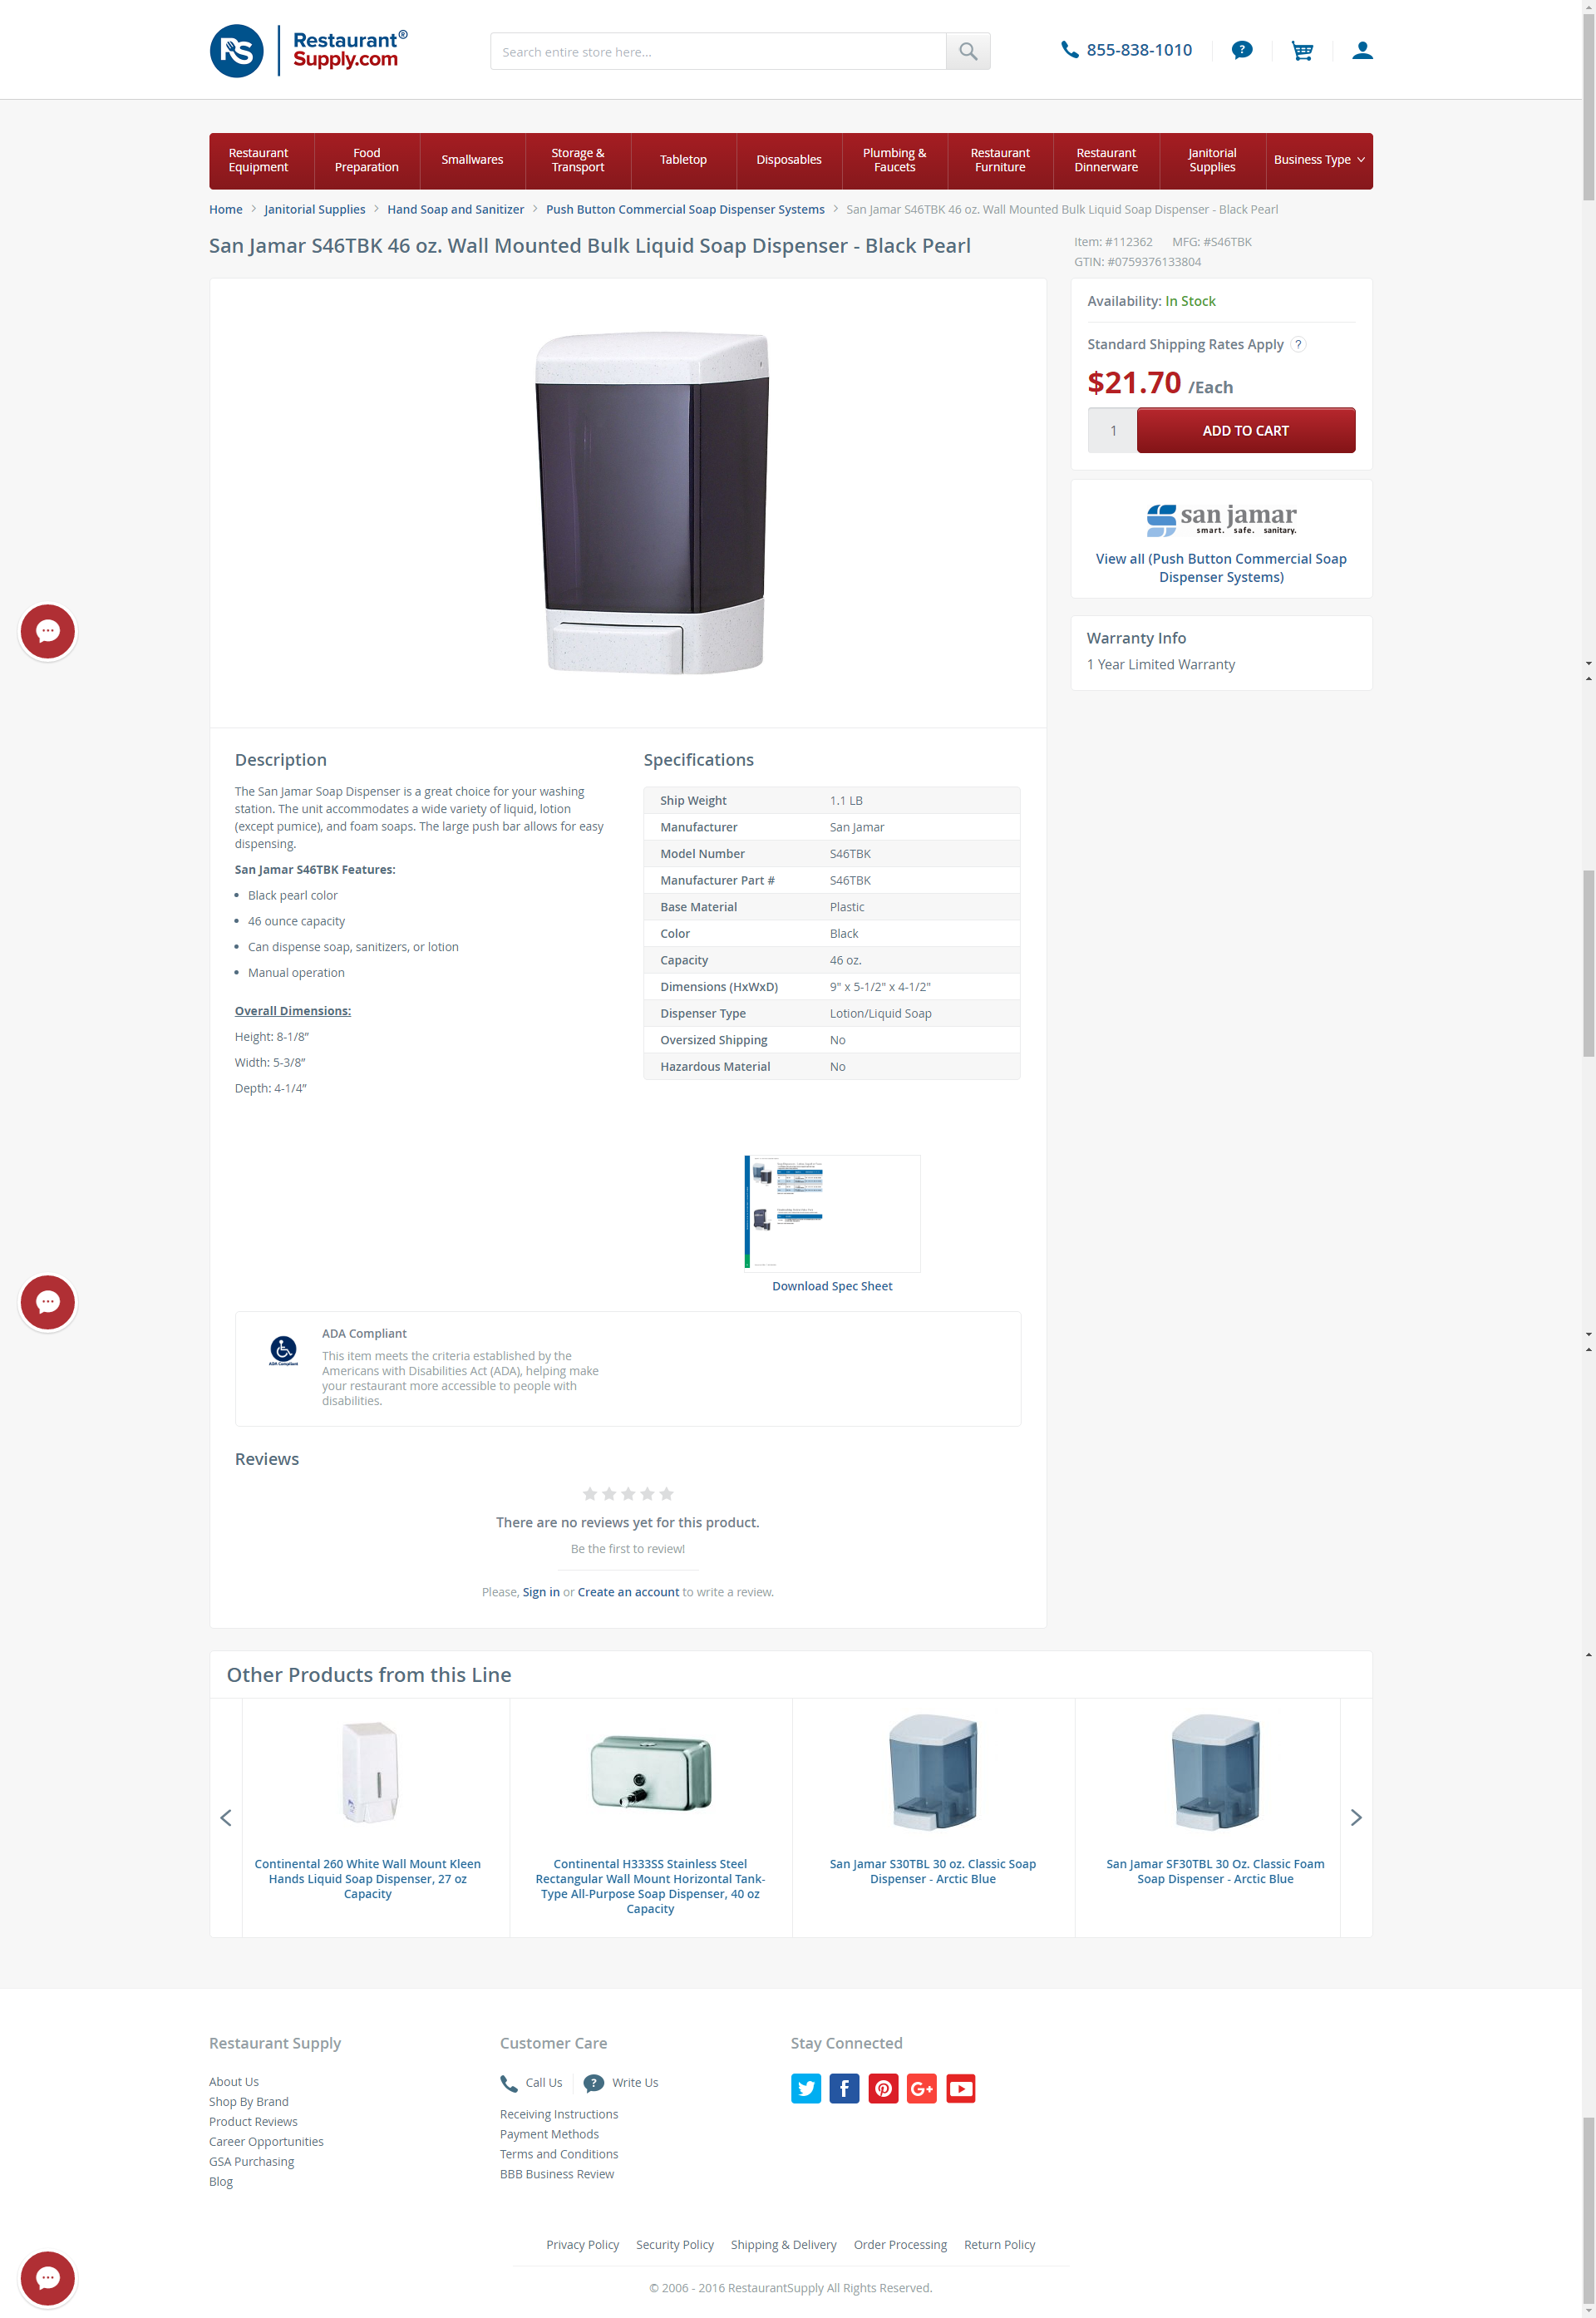 RS
Restaurant®
Supply.com
Search entire store here...
855-838-1010
Restaurant
Equipment
Food
Preparation
Smallwares
Storage &
Transport
Tabletop
Disposables
Plumbing &
Faucets
Restaurant
Furniture
Restaurant
Dinnerware
Janitorial
Supplies
Business Type
Home > Janitorial Supplies > Hand Soap and Sanitizer > Push Button Commercial Soap Dispenser Systems > San Jamar S46TBK 46 oz. Wall Mounted Bulk Liquid Soap Dispenser - Black Pearl
San Jamar S46TBK 46 oz. Wall Mounted Bulk Liquid Soap Dispenser - Black Pearl
Item: #112362 MFG: #S46TBK
GTIN: #0759376133804
Availability: In Stock
Standard Shipping Rates Apply ?
$21.70 /Each
1 ADD TO CART
san jamar
smart. safe. sanitary.
View all (Push Button Commercial Soap
Dispenser Systems)
Warranty Info
1 Year Limited Warranty
Description
The San Jamar Soap Dispenser is a great choice for your washing
station. The unit accommodates a wide variety of liquid, lotion
(except pumice), and foam soaps. The large push bar allows for easy
dispensing.
San Jamar S46TBK Features:
• Black pearl color
• 46 ounce capacity
• Can dispense soap, sanitizers, or lotion
• Manual operation
Overall Dimensions:
Height: 8-1/8”
Width: 5-3/8”
Depth: 4-1/4”
Specifications
Ship Weight 1.1 LB
Manufacturer San Jamar
Model Number S46TBK
Manufacturer Part # S46TBK
Base Material Plastic
Color Black
Capacity 46 oz.
Dimensions (HxWxD) 9" x 5-1/2" x 4-1/2"
Dispenser Type Lotion/Liquid Soap
Oversized Shipping No
Hazardous Material No
Download Spec Sheet
ADA Compliant
ADA Compliant
This item meets the criteria established by the
Americans with Disabilities Act (ADA), helping make
your restaurant more accessible to people with
disabilities.
Reviews
There are no reviews yet for this product.
Be the first to review!
Please, Sign in or Create an account to write a review.
Other Products from this Line
Continental 260 White Wall Mount Kleen
Hands Liquid Soap Dispenser, 27 oz
Capacity
Continental H333SS Stainless Steel
Rectangular Wall Mount Horizontal Tank-
Type All-Purpose Soap Dispenser, 40 oz
Capacity
San Jamar S30TBL 30 oz. Classic Soap
Dispenser - Arctic Blue
San Jamar SF30TBL 30 Oz. Classic Foam
Soap Dispenser - Arctic Blue
Restaurant Supply
About Us
Shop By Brand
Product Reviews
Career Opportunities
GSA Purchasing
Blog
Customer Care
Call Us ? Write Us
Receiving Instructions
Payment Methods
Terms and Conditions
BBB Business Review
Stay Connected
Privacy Policy Security Policy Shipping & Delivery Order Processing Return Policy
© 2006 - 2016 RestaurantSupply All Rights Reserved.